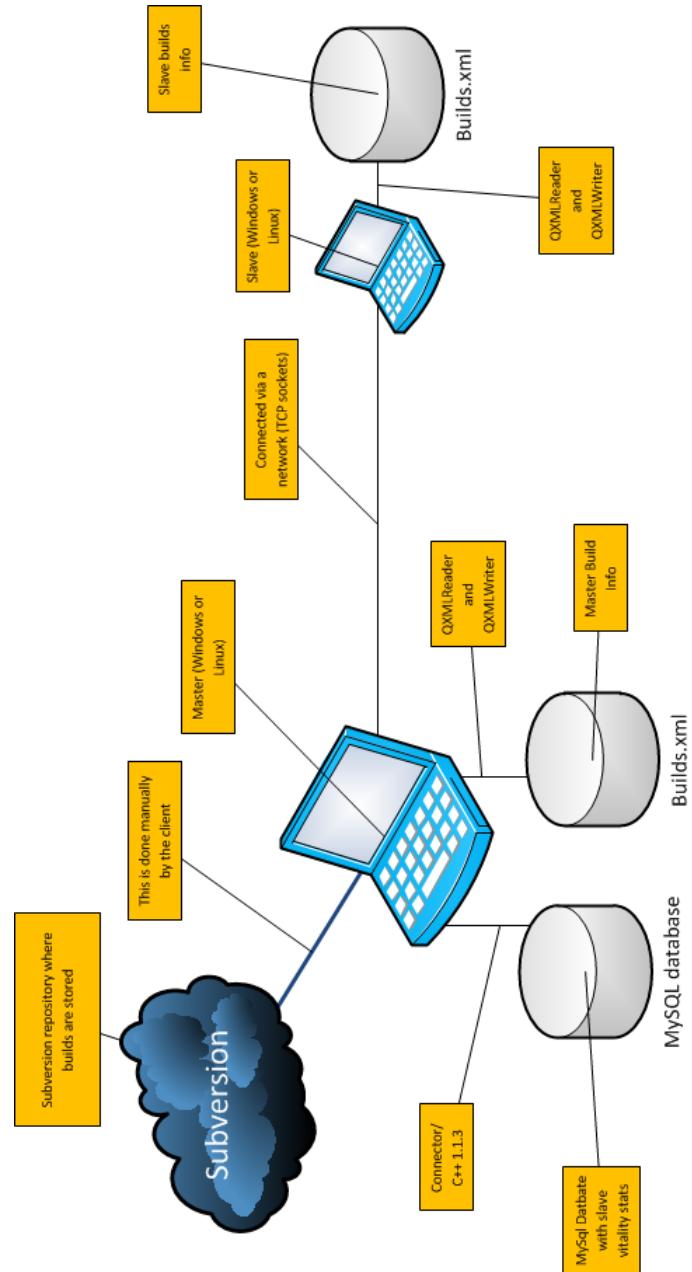 Subversion repository where
builds are stored
This is done manually
by the client
Master (Windows or
Linux)
Connected via a
network (TCP sockets)
Slave (Windows or
Linux)
Slave builds
info
Subversion
Builds.xml
Connector/
C++ 1.1.3
QXMLReader
and
QXMLWriter
QXMLReader
and
QXMLWriter
MySql Datbate
with slave
vitality stats
MySQL database
Master Build
Info
Builds.xml